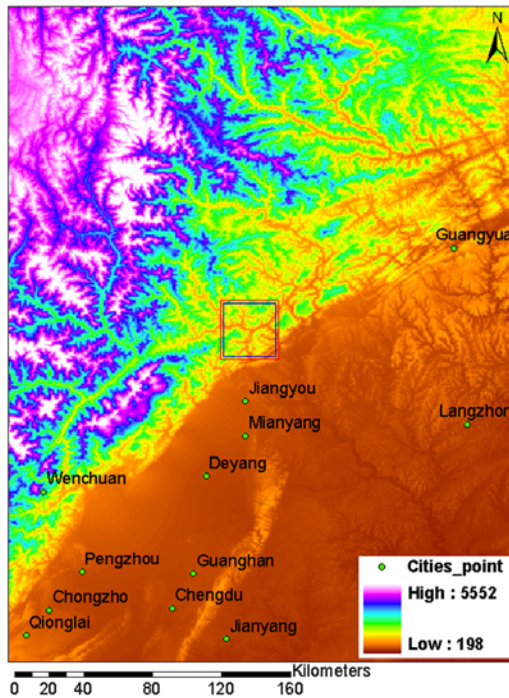 N
Guangyua
Jiangyou
Langzhon
Mianyang
Deyang
Wenchuan
Pengzhou
Guanghan
Cities_point
Chongzho
Chengdu
High : 5552
Qionglai
Jianyang
Low : 198
Kilometers
0 20 40 80 120 160